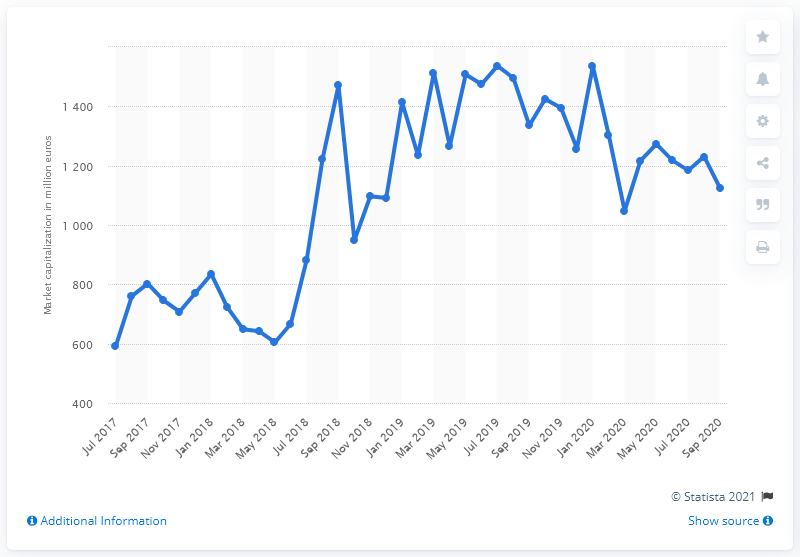 Market capitalization in million euros
1 400
1 200
1 000
800
600
400
Jul 2017
Sep 2017
Nov 2017
Jan 2018
Mar 2018
May 2018
Jul 2018
Sep 2018
Nov 2018
Jan 2019
Mar 2019
May 2019
Jul 2019
Sep 2019
Nov 2019
Jan 2020
Mar 2020
May 2020
Jul 2020
Sep 2020
© Statista 2021
Additional Information
Show source